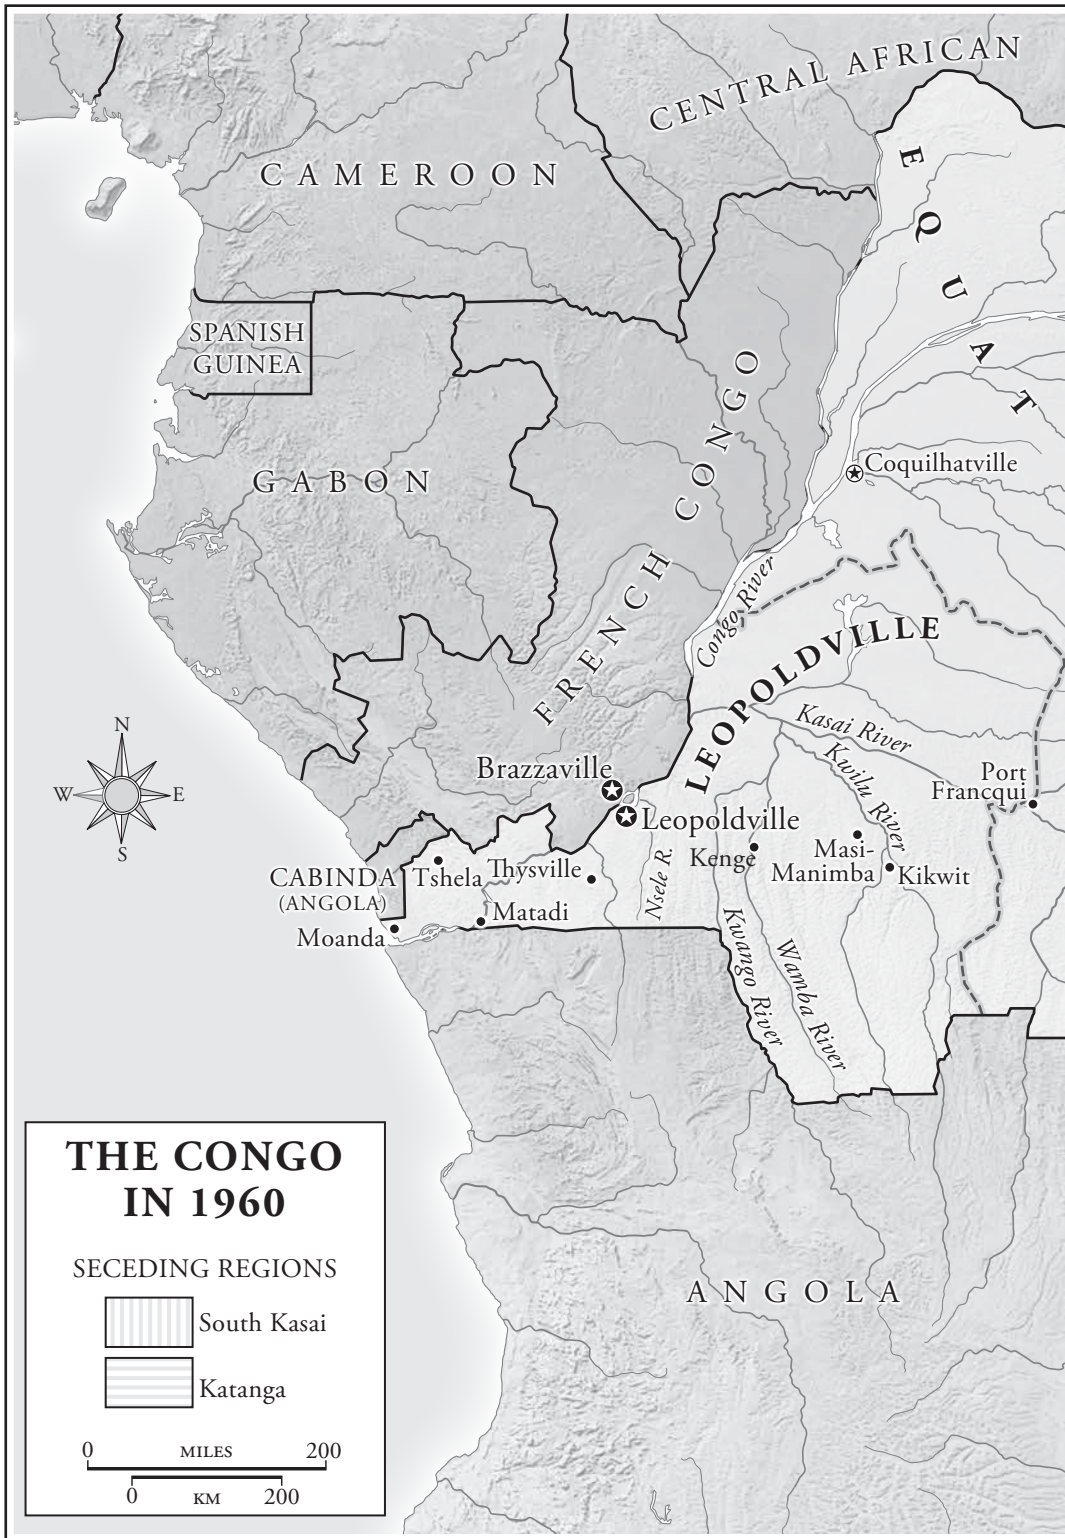 CENTRAL AFRICAN
CAMEROON
EQUAT
SPANISH
GUINEA
GABON
FRENCH CONGO
Coquilhatville
Congo River
LEOPOLDVILLE
Kasai River
Kwilu River
Port
Francqui
Brazzaville
Leopoldville
Nsele R.
Kenge
Masi-
Manimba
Kikwit
CABINDA
(ANGOLA)
Tshela
Thysville
Matadi
Moanda
Kwango River
Wamba River
N
W
E
S
ANGOLA
THE CONGO
IN 1960
SECEDING REGIONS
South Kasai
Katanga
0 MILES 200
0 KM 200